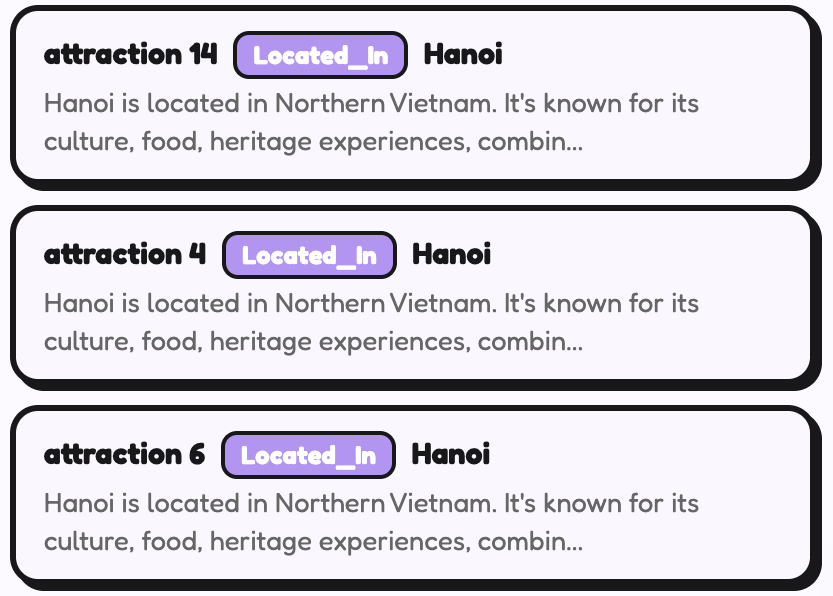 attraction 14 Located_In Hanoi
Hanoi is located in Northern Vietnam. It's known for its
culture, food, heritage experiences, combin...
attraction 4 Located_In Hanoi
Hanoi is located in Northern Vietnam. It's known for its
culture, food, heritage experiences, combin...
attraction 6 Located_In Hanoi
Hanoi is located in Northern Vietnam. It's known for its
culture, food, heritage experiences, combin...